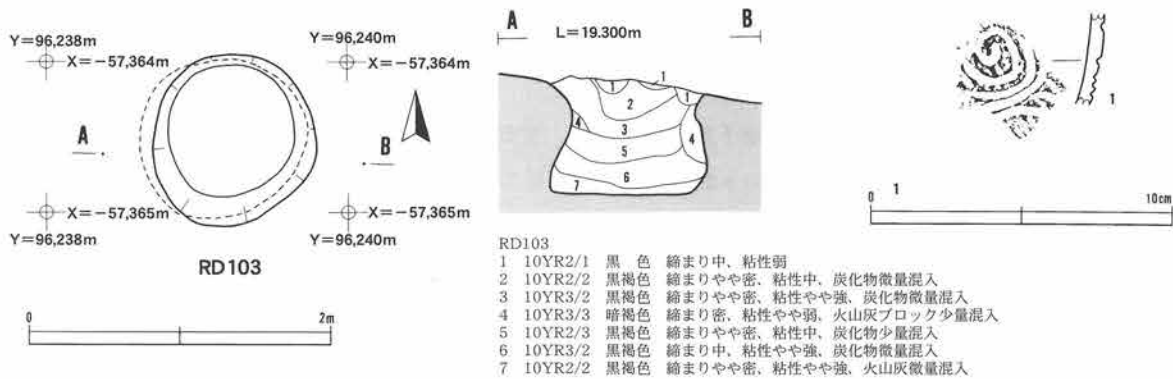 Y=96,238m
X=-57,364m
Y=96,240m
X=-57,364m
A
B
X=-57,365m
Y=96,238m
X=-57,365m
Y=96,240m
RD103
0 2m
A B
L=19.300m
1
1
1
2
4
3
4
5
6
7
1
0 1 10cm
RD103
1 10YR2/1 黒 色 締まり中、粘性弱
2 10YR2/2 黒褐色 締まりやや密、粘性中、炭化物微量混入
3 10YR3/2 黒褐色 締まりやや密、粘性やや強、炭化物微量混入
4 10YR3/3 暗褐色 締まり密、粘性やや弱、火山灰ブロック少量混入
5 10YR2/3 黒褐色 締まりやや密、粘性中、炭化物少量混入
6 10YR3/2 黒褐色 締まり中、粘性やや強、炭化物微量混入
7 10YR2/2 黒褐色 締まりやや密、粘性やや強、火山灰微量混入